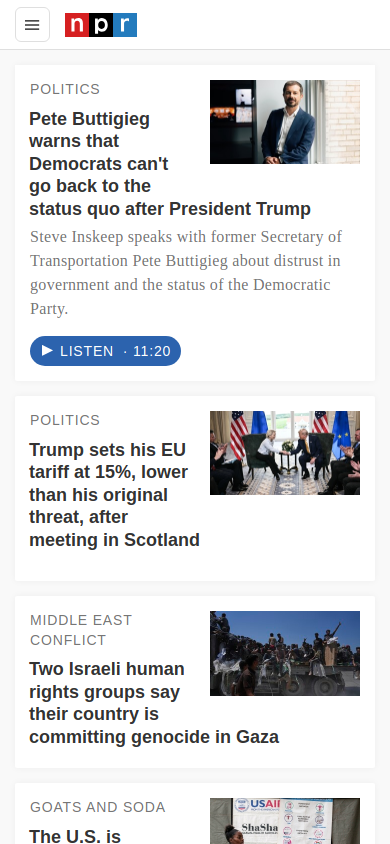 npr
POLITICS
Pete Buttigieg
warns that
Democrats can't
go back to the
status quo after President Trump
Steve Inskeep speaks with former Secretary of
Transportation Pete Buttigieg about distrust in
government and the status of the Democratic
Party.
LISTEN · 11:20
POLITICS
Trump sets his EU
tariff at 15%, lower
than his original
threat, after
meeting in Scotland
MIDDLE EAST
CONFLICT
Two Israeli human
rights groups say
their country is
committing genocide in Gaza
GOATS AND SODA
USAID
ShaSha
The U.S. is